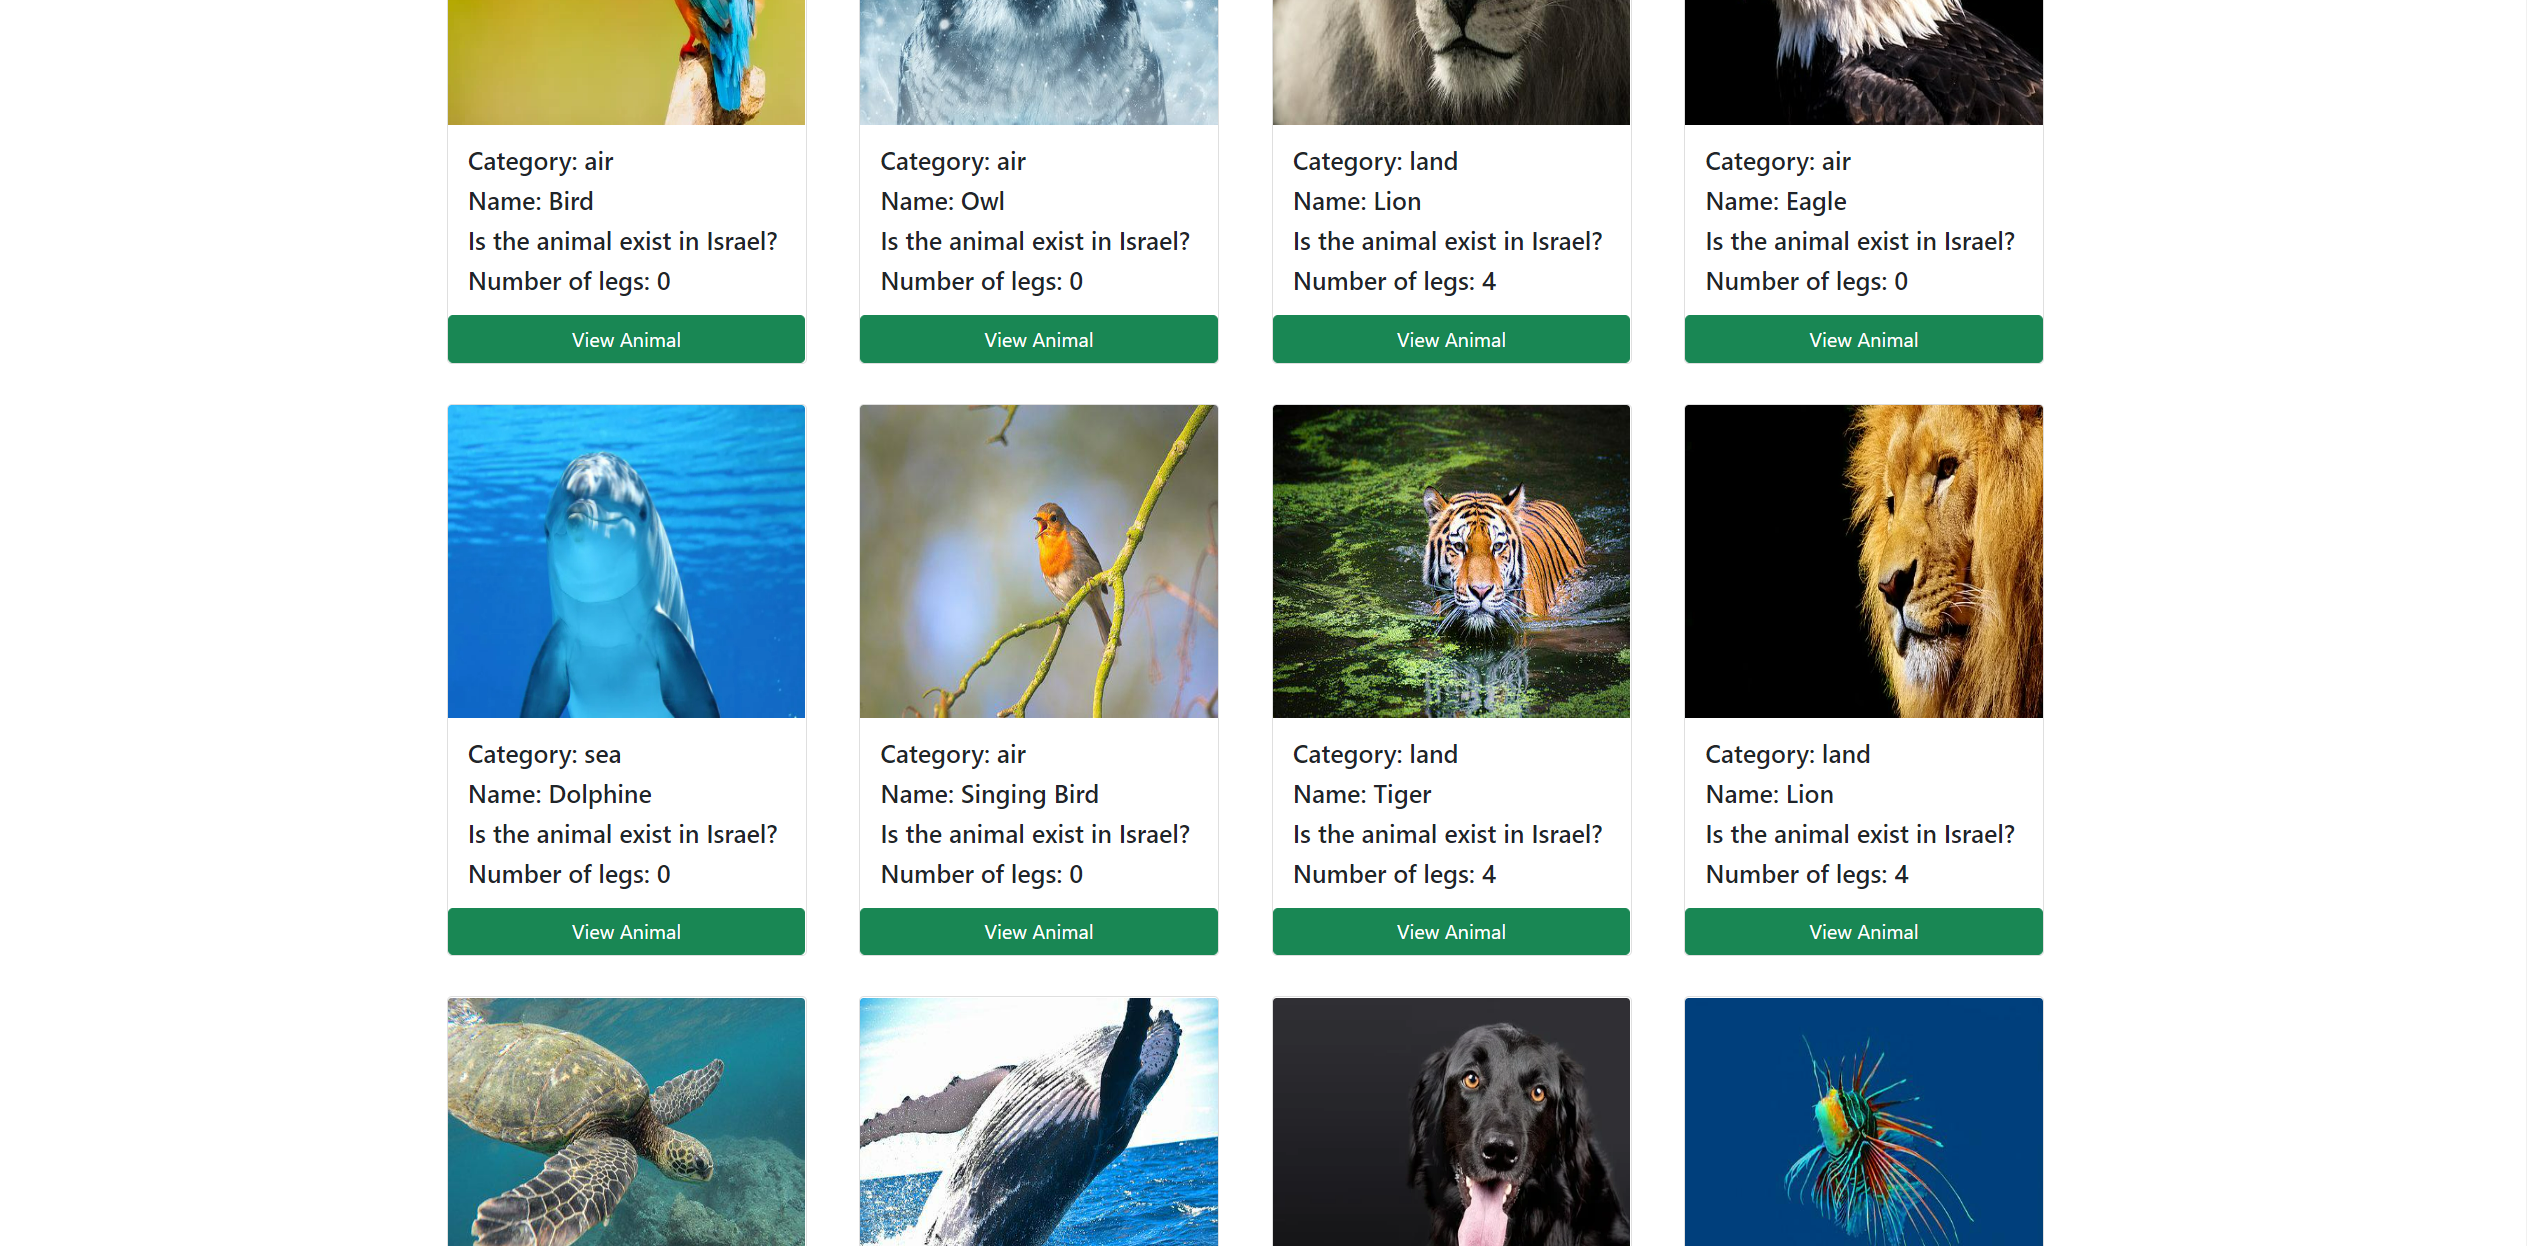 Category: air
Name: Bird
Is the animal exist in Israel?
Number of legs: 0
View Animal
Category: air
Name: Owl
Is the animal exist in Israel?
Number of legs: 0
View Animal
Category: land
Name: Lion
Is the animal exist in Israel?
Number of legs: 4
View Animal
Category: air
Name: Eagle
Is the animal exist in Israel?
Number of legs: 0
View Animal
Category: sea
Name: Dolphine
Is the animal exist in Israel?
Number of legs: 0
View Animal
Category: air
Name: Singing Bird
Is the animal exist in Israel?
Number of legs: 0
View Animal
Category: land
Name: Tiger
Is the animal exist in Israel?
Number of legs: 4
View Animal
Category: land
Name: Lion
Is the animal exist in Israel?
Number of legs: 4
View Animal